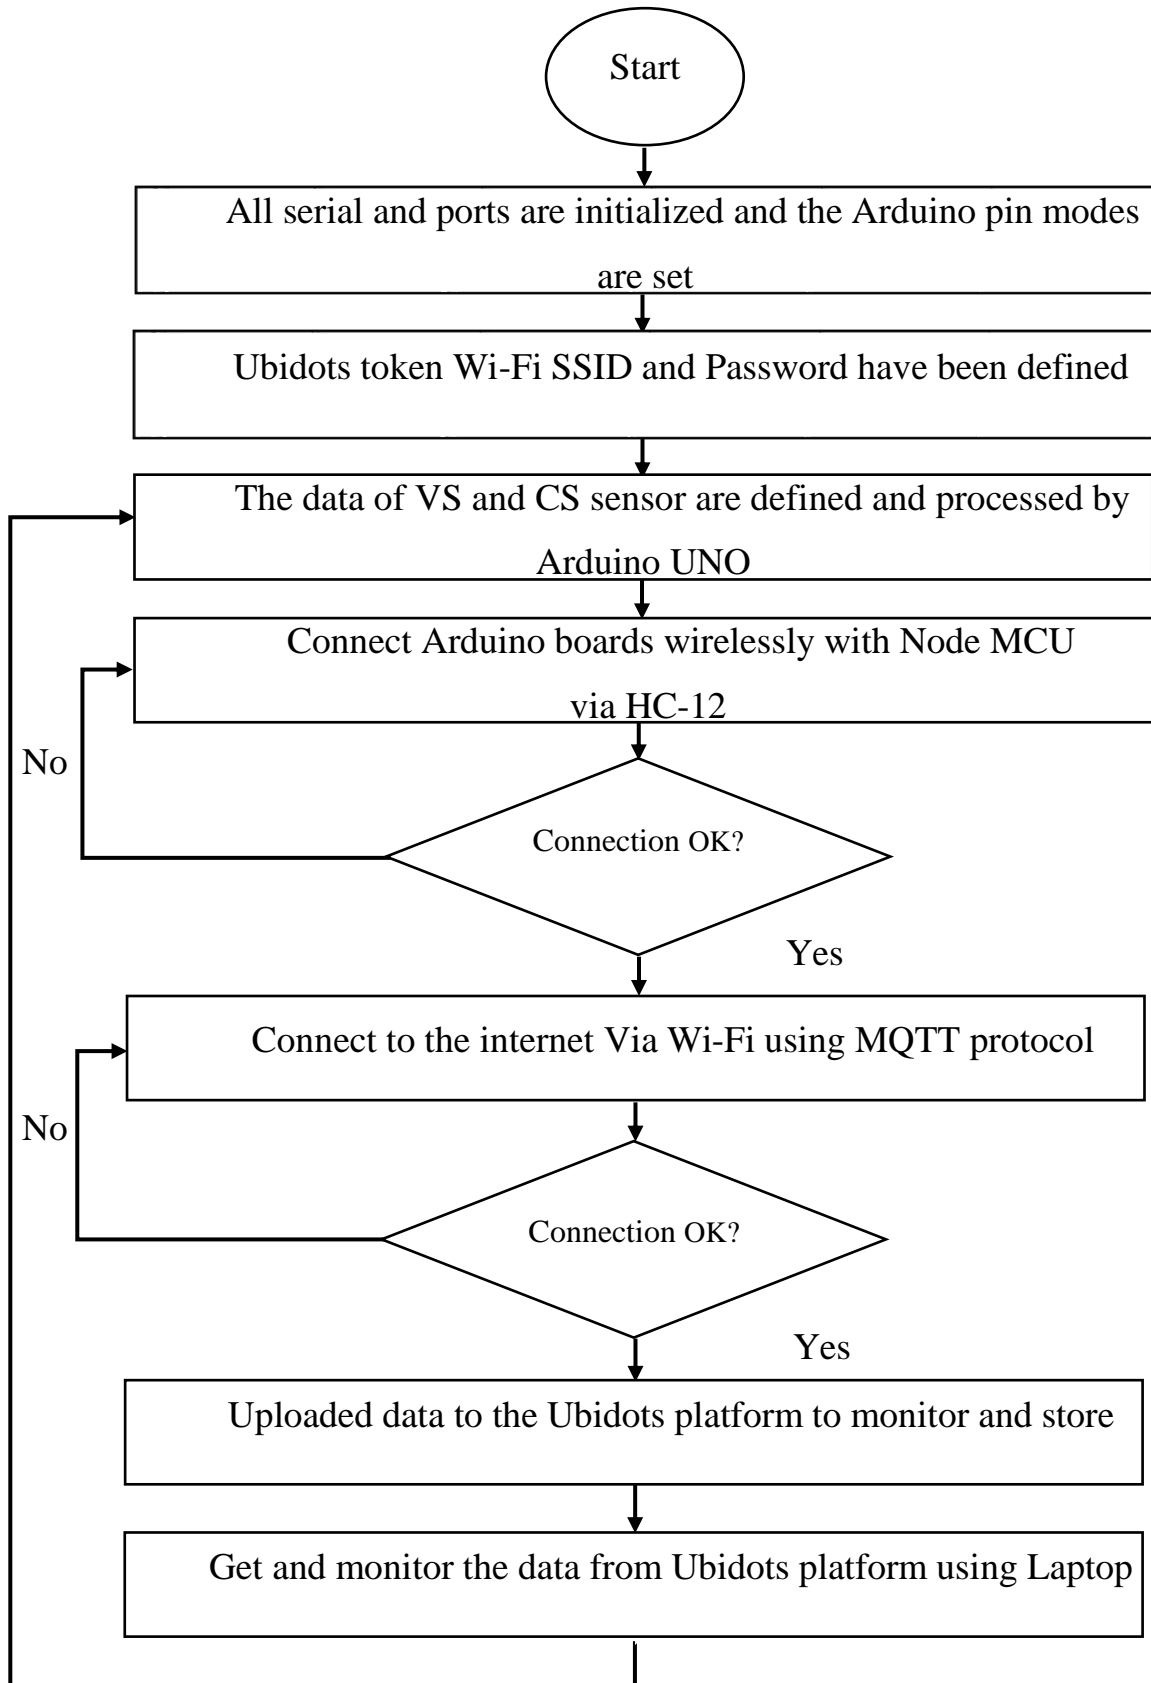 Start
All serial and ports are initialized and the Arduino pin modes
are set
Ubidots token Wi-Fi SSID and Password have been defined
The data of VS and CS sensor are defined and processed by
Arduino UNO
Connect Arduino boards wirelessly with Node MCU
via HC-12
No
Connection OK?
Yes
Connect to the internet Via Wi-Fi using MQTT protocol
No
Connection OK?
Yes
Uploaded data to the Ubidots platform to monitor and store
Get and monitor the data from Ubidots platform using Laptop